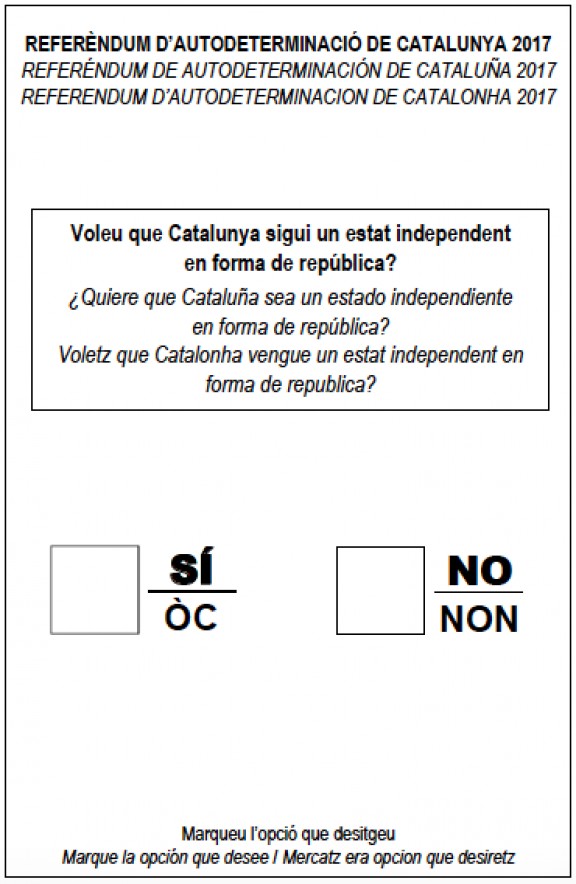 REFERÈNDUM D'AUTODETERMINACIÓ DE CATALUNYA 2017
REFERÉNDUM DE AUTODETERMINACIÓN DE CATALUÑA 2017
REFERENDUM D'AUTODETERMINACION DE CATALONHA 2017
Voleu que Catalunya sigui un estat independent
en forma de república?
¿Quiere que Cataluña sea un estado independiente
en forma de república?
Voletz que Catalonha vengue un estat independent en
forma de republica?
SÍ
ÒC
NO
NON
Marqueu l'opció que desitgeu
Marque la opción que desee / Mercatz era opcion que desiretz